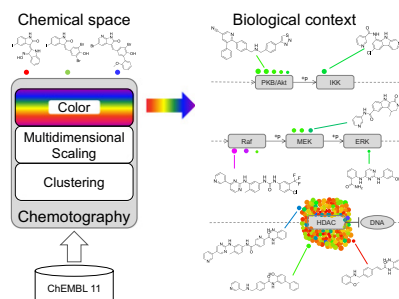 Chemical space
Biological context
Color
Multidimensional
Scaling
Clustering
Chemotography
ChEMBL 11
PKB/Akt
+p
IKK
Raf
+p
MEK
+p
ERK
HDAC
DNA